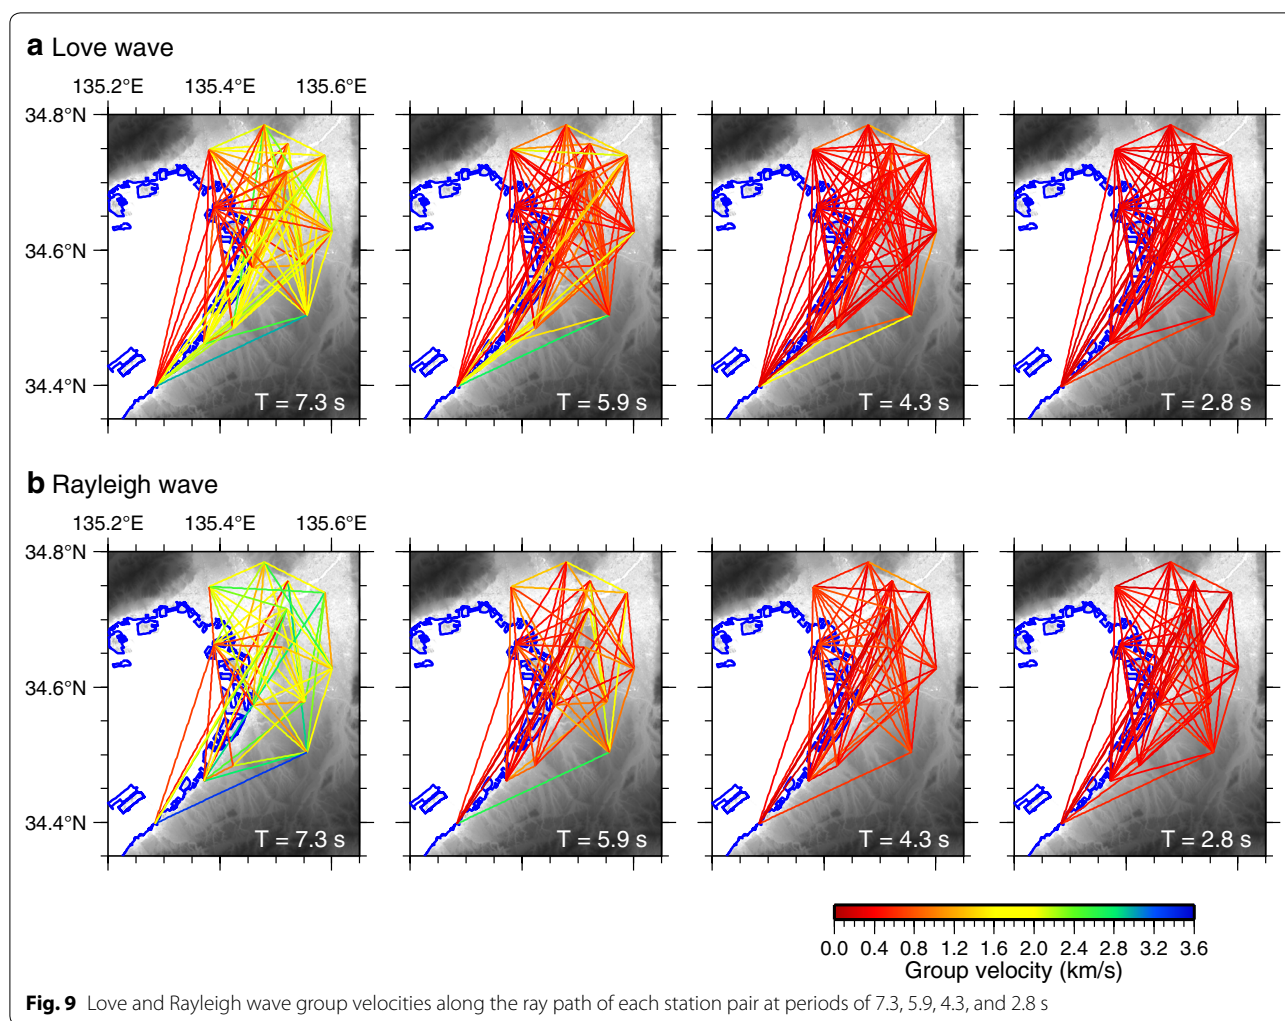 a Love wave
135.2°E 135.4°E 135.6°E
34.8°N
34.6°N
34.4°N
T = 7.3 s T = 5.9 s T = 4.3 s T = 2.8 s
b Rayleigh wave
135.2°E 135.4°E 135.6°E
34.8°N
34.6°N
34.4°N
T = 7.3 s T = 5.9 s T = 4.3 s T = 2.8 s
0.0 0.4 0.8 1.2 1.6 2.0 2.4 2.8 3.2 3.6
Group velocity (km/s)
Fig. 9 Love and Rayleigh wave group velocities along the ray path of each station pair at periods of 7.3, 5.9, 4.3, and 2.8 s